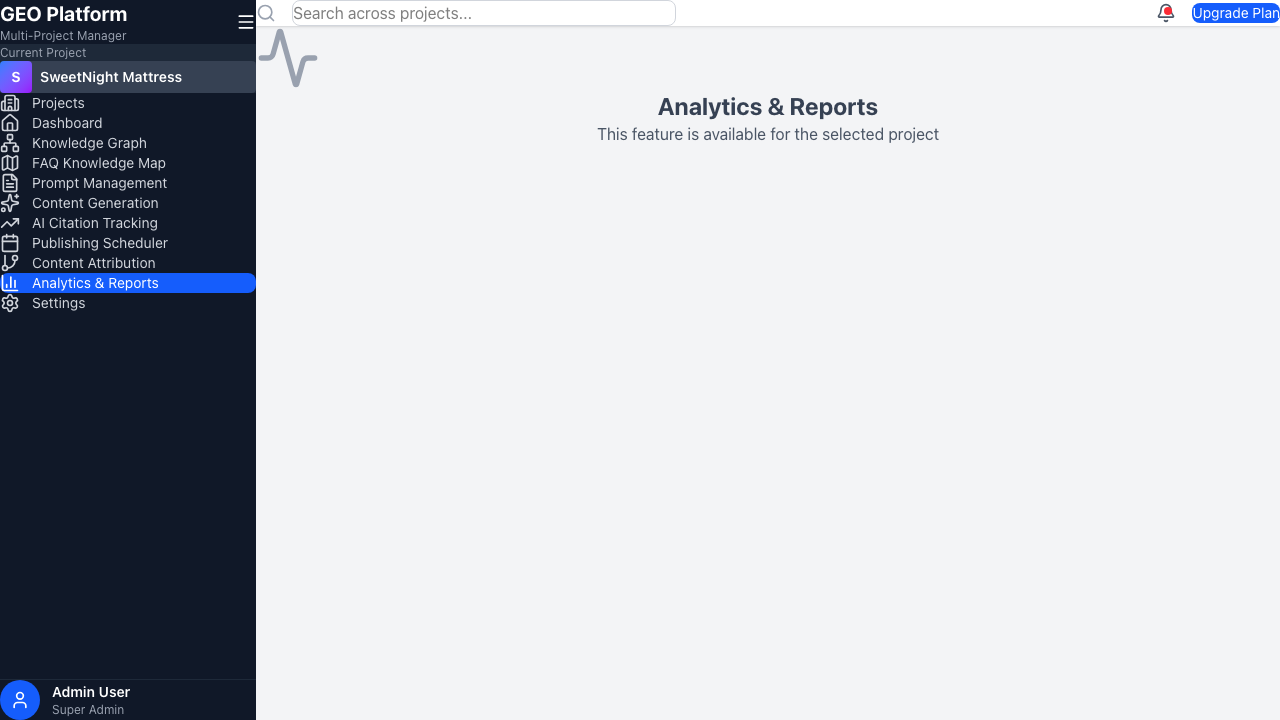 GEO Platform
Multi-Project Manager
Current Project
S SweetNight Mattress
Projects
Dashboard
Knowledge Graph
FAQ Knowledge Map
Prompt Management
Content Generation
AI Citation Tracking
Publishing Scheduler
Content Attribution
Analytics & Reports
Settings
Admin User
Super Admin
Search across projects...
Upgrade Plan
Analytics & Reports
This feature is available for the selected project